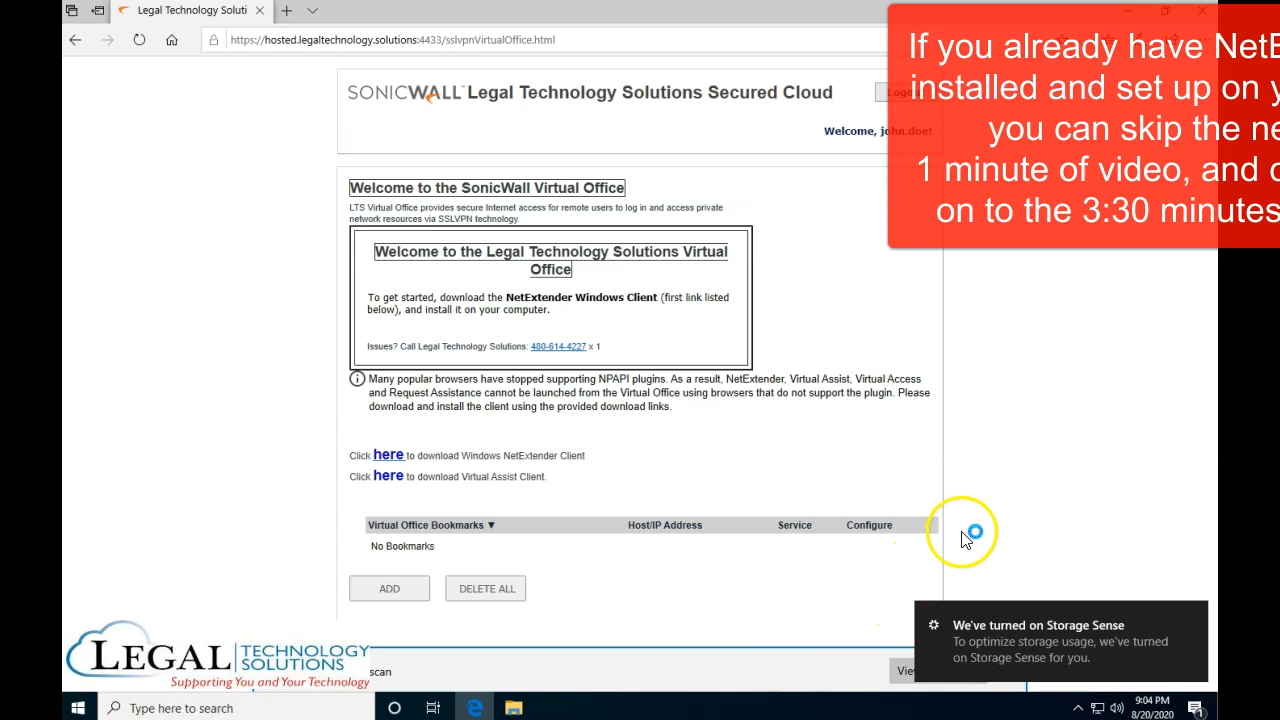 Legal Technology Soluti
https://hosted.legaltechnology.solutions:4433/sslvpnVirtualOffice.html
If you already have NetE
installed and set up on y
you can skip the ne
1 minute of video, and
on to the 3:30 minutes
SONICWALL Legal Technology Solutions Secured Cloud
Logout
Welcome, john.doe!
Welcome to the SonicWall Virtual Office
LTS Virtual Office provides secure Internet access for remote users to log in and access private
network resources via SSLVPN technology.
Welcome to the Legal Technology Solutions Virtual
Office
To get started, download the NetExtender Windows Client (first link listed
below), and install it on your computer.
Issues? Call Legal Technology Solutions: 480-614-4227 x 1
Many popular browsers have stopped supporting NPAPI plugins. As a result, NetExtender, Virtual Assist, Virtual Access
and Request Assistance cannot be launched from the Virtual Office using browsers that do not support the plugin. Please
download and install the client using the provided download links.
Click here to download Windows NetExtender Client
Click here to download Virtual Assist Client.
Virtual Office Bookmarks ▼ Host/IP Address Service Configure
No Bookmarks
ADD DELETE ALL
We've turned on Storage Sense
To optimize storage usage, we've turned
on Storage Sense for you.
LEGAL TECHNOLOGY
SOLUTIONS
Supporting You and Your Technology
scan
Type here to search
9:04 PM
8/20/2020
1